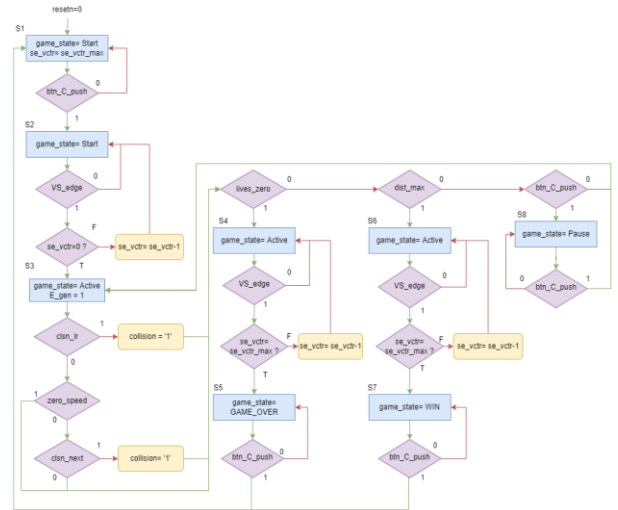 resetn=0
S1
game_state= Start
se_vctr= se_vctr_max
0
btn_C_push
1
S2
game_state= Start
VS_edge
0
1
se_vctr=0 ?
F
se_vctr= se_vctr-1
T
S3
game_state= Active
E_gen = 1
clsn_lr
1
collision = '1'
0
1
zero_speed
0
clsn_next
1
collision= '1'
0
lives_zero
0
1
S4
game_state= Active
VS_edge
0
1
se_vctr=
se_vctr_max ?
F
se_vctr= se_vctr-1
T
S5
game_state=
GAME_OVER
btn_C_push
0
1
dist_max
0
1
S6
game_state= Active
VS_edge
0
1
se_vctr=
se_vctr_max ?
F
se_vctr= se_vctr-1
T
S7
game_state= WIN
btn_C_push
0
1
btn_C_push
0
1
S8
game_state= Pause
0
btn_C_push
1